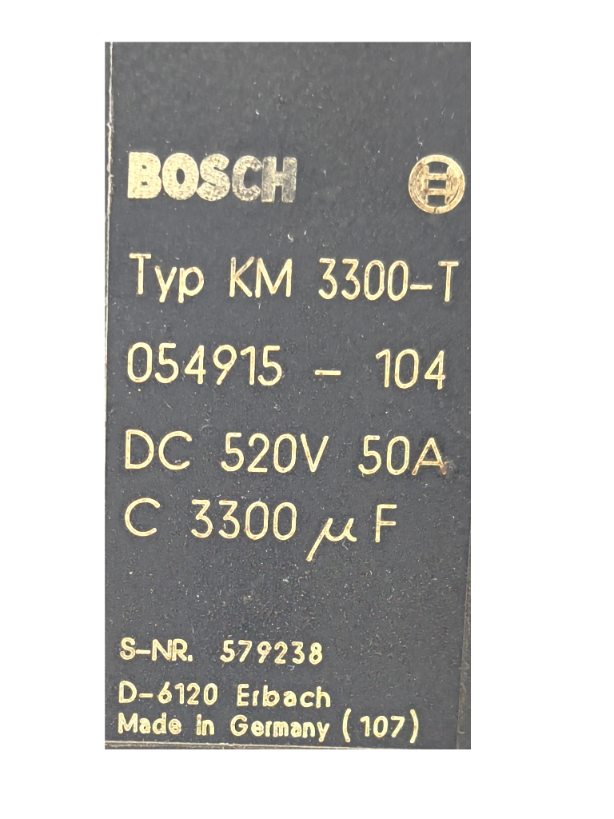 BOSCH
Typ KM 3300-T
054915 - 104
DC 520V 50A
C 3300 μF
S-NR. 579238
D-6120 Erbach
Made in Germany (107)